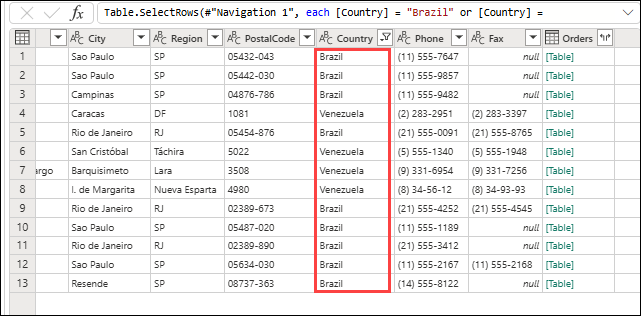 fx Table.SelectRows(#"Navigation 1", each [Country] = "Brazil" or [Country] =
ABC City ABC Region ABC PostalCode ABC Country ABC Phone ABC Fax Orders
1 Sao Paulo SP 05432-043 Brazil (11) 555-7647 null [Table]
2 Sao Paulo SP 05442-030 Brazil (11) 555-9857 null [Table]
3 Campinas SP 04876-786 Brazil (11) 555-9482 null [Table]
4 Caracas DF 1081 Venezuela (2) 283-2951 (2) 283-3397 [Table]
5 Rio de Janeiro RJ 05454-876 Brazil (21) 555-0091 (21) 555-8765 [Table]
6 San Cristóbal Táchira 5022 Venezuela (5) 555-1340 (5) 555-1948 [Table]
7 argo Barquisimeto Lara 3508 Venezuela (9) 331-6954 (9) 331-7256 [Table]
8 I. de Margarita Nueva Esparta 4980 Venezuela (8) 34-56-12 (8) 34-93-93 [Table]
9 Rio de Janeiro RJ 02389-673 Brazil (21) 555-4252 (21) 555-4545 [Table]
10 Sao Paulo SP 05487-020 Brazil (11) 555-1189 null [Table]
11 Rio de Janeiro RJ 02389-890 Brazil (21) 555-3412 null [Table]
12 Sao Paulo SP 05634-030 Brazil (11) 555-2167 (11) 555-2168 [Table]
13 Resende SP 08737-363 Brazil (14) 555-8122 null [Table]